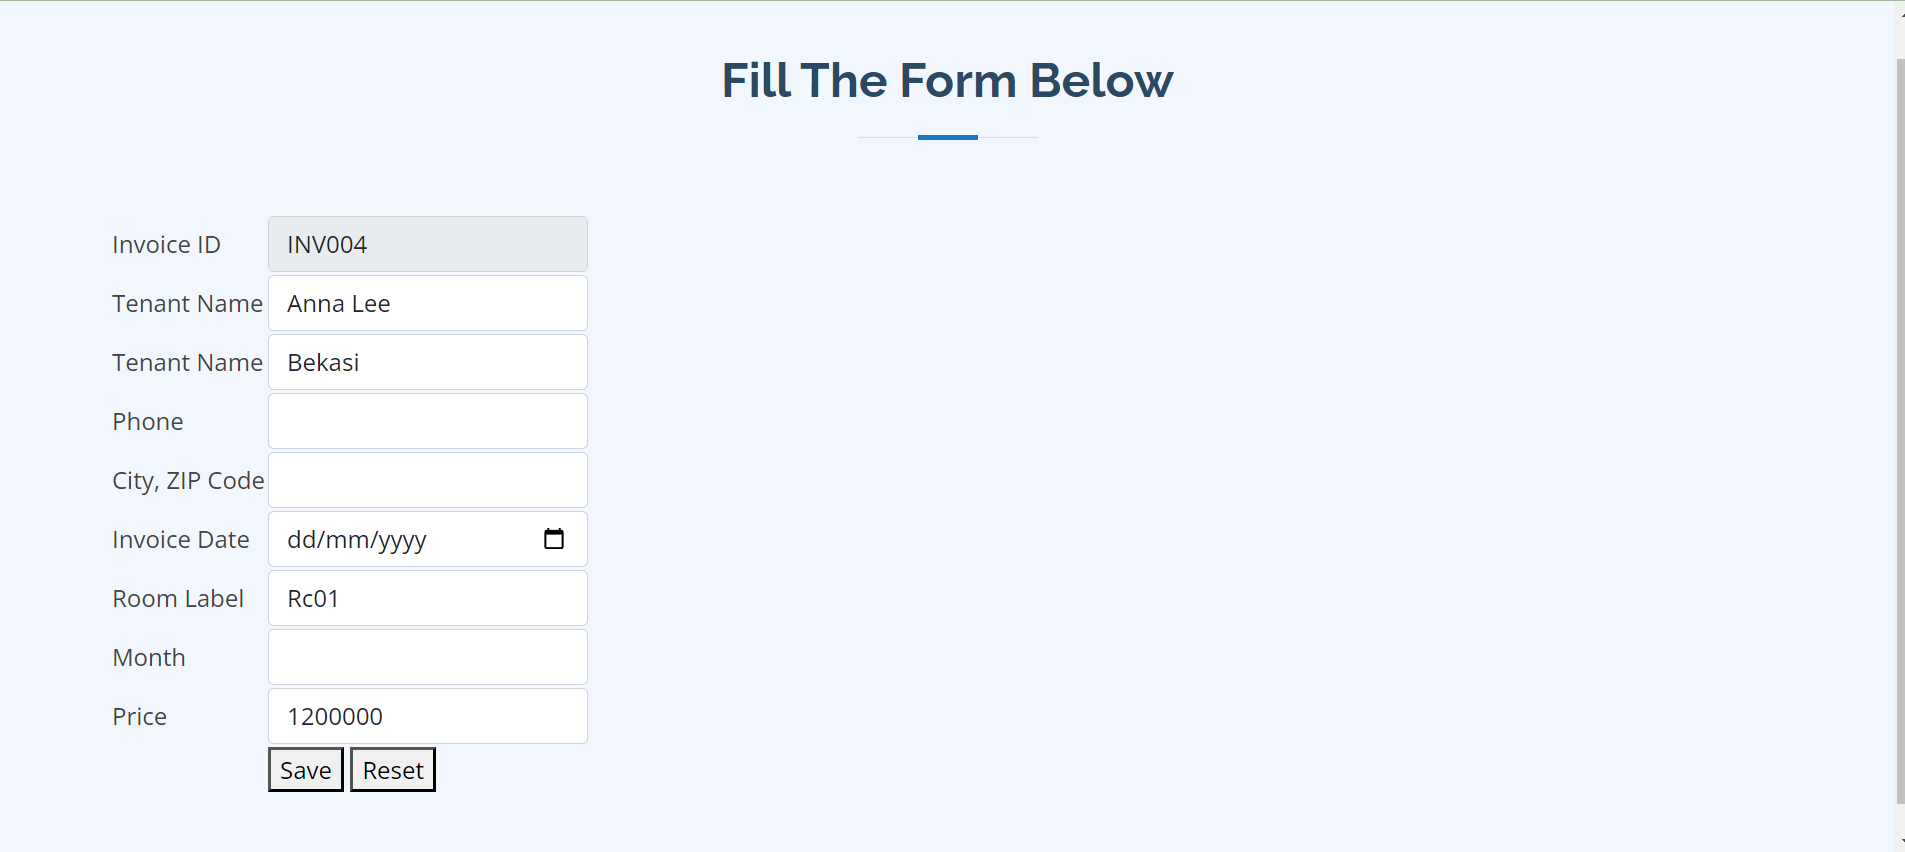 Fill The Form Below
Invoice ID INV004
Tenant Name Anna Lee
Tenant Name Bekasi
Phone
City, ZIP Code
Invoice Date dd/mm/yyyy
Room Label Rc01
Month
Price 1200000
Save Reset